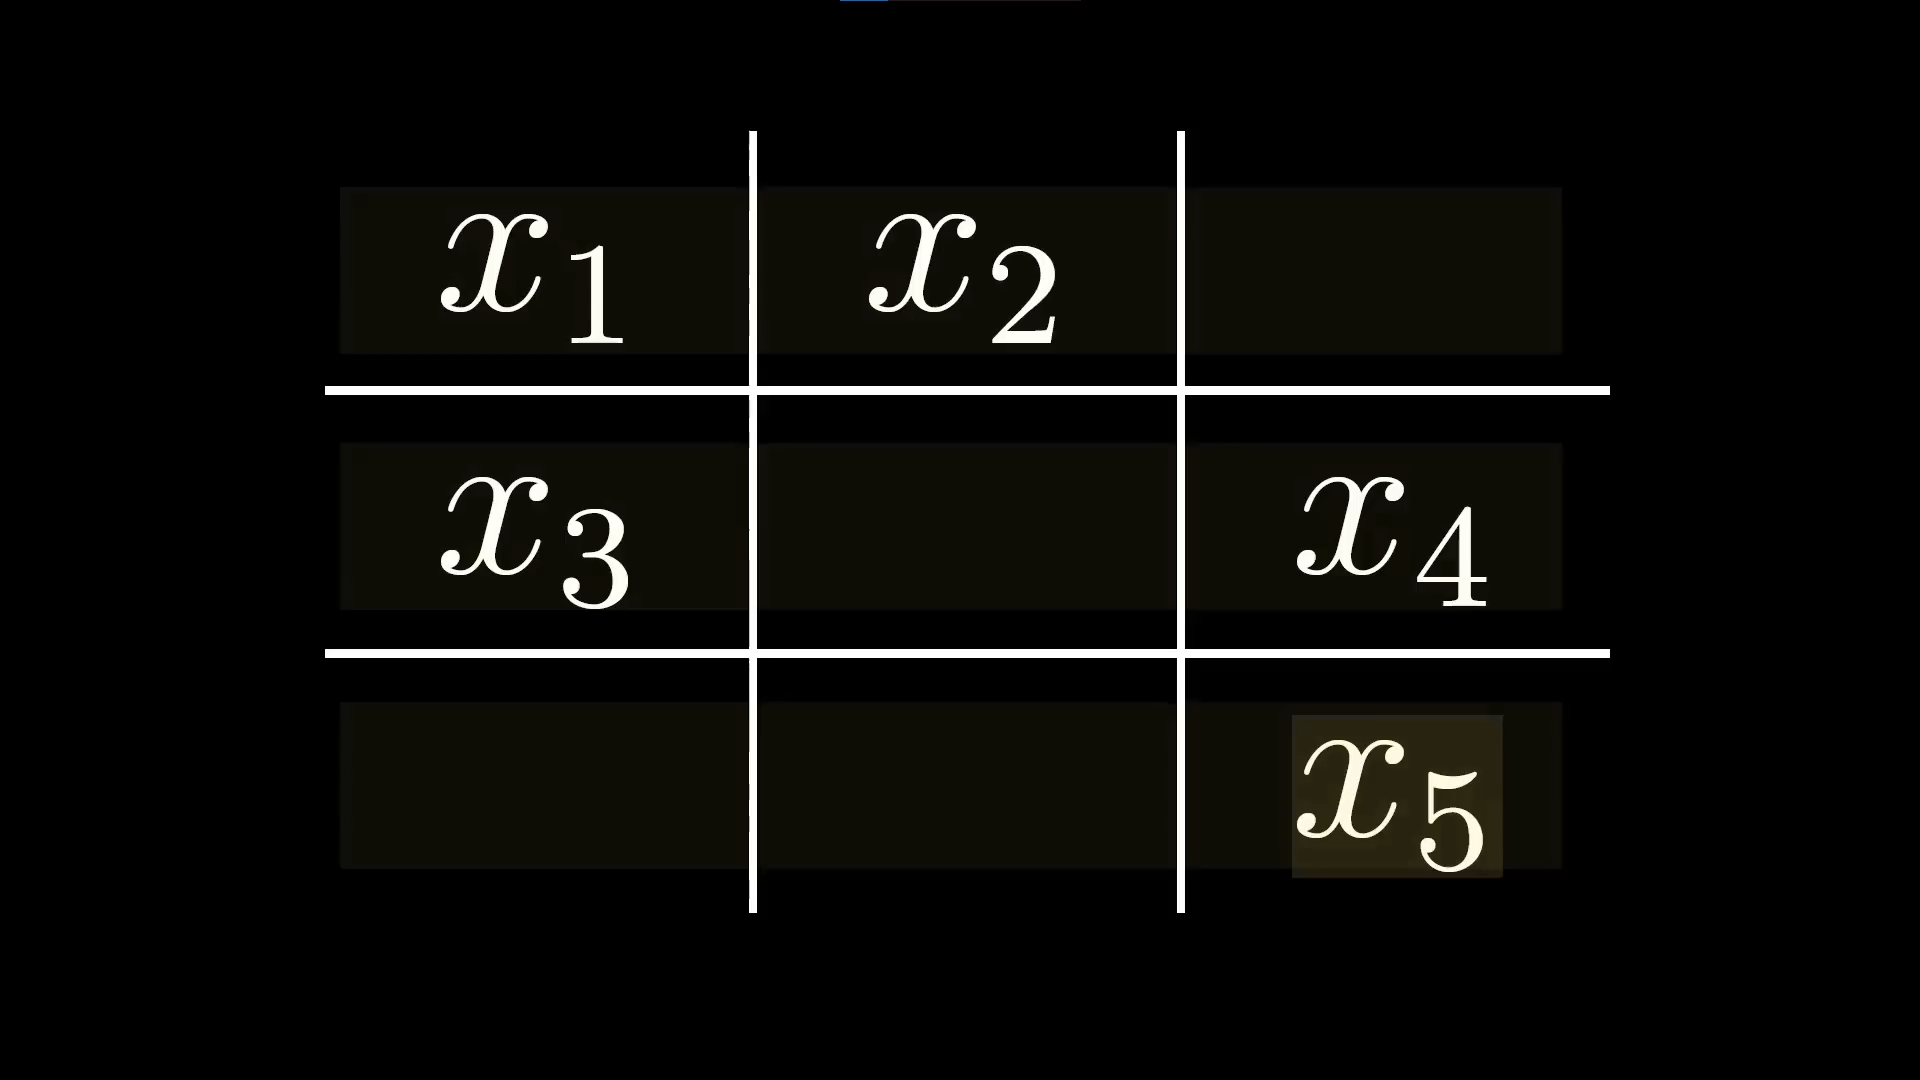 x₁ x₂
x₃ x₄
x₅